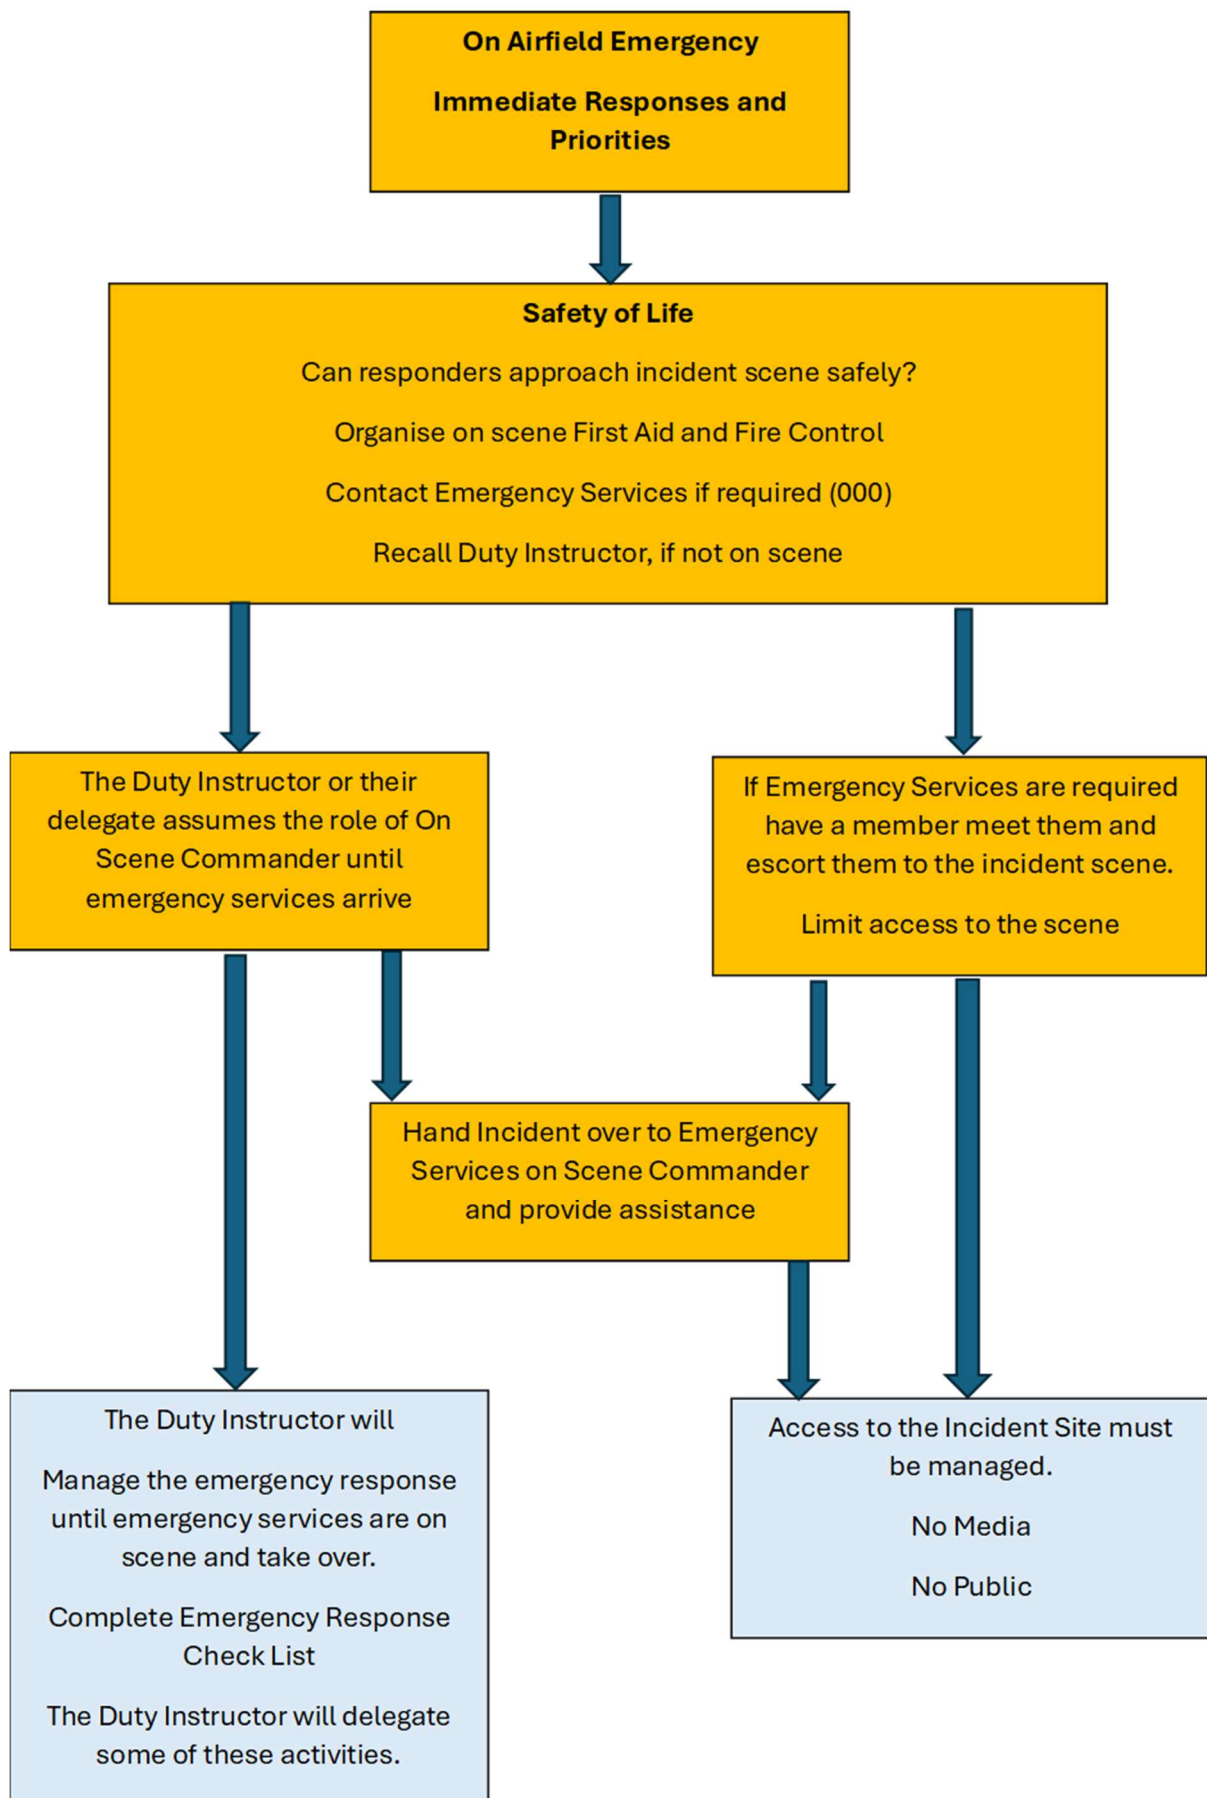 On Airfield Emergency
Immediate Responses and
Priorities
Safety of Life
Can responders approach incident scene safely?
Organise on scene First Aid and Fire Control
Contact Emergency Services if required (000)
Recall Duty Instructor, if not on scene
The Duty Instructor or their
delegate assumes the role of On
Scene Commander until
emergency services arrive
If Emergency Services are required
have a member meet them and
escort them to the incident scene.
Limit access to the scene
Hand Incident over to Emergency
Services on Scene Commander
and provide assistance
The Duty Instructor will
Manage the emergency response
until emergency services are on
scene and take over.
Complete Emergency Response
Check List
The Duty Instructor will delegate
some of these activities.
Access to the Incident Site must
be managed.
No Media
No Public